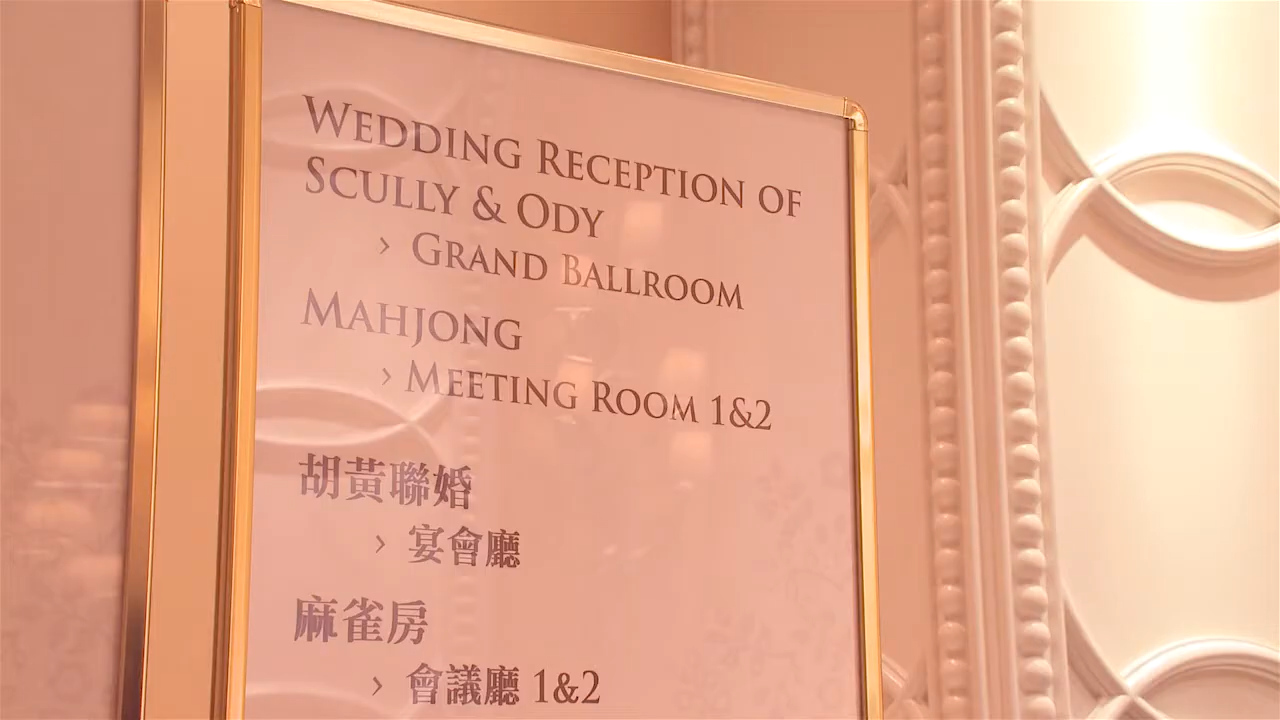 WEDDING RECEPTION OF
SCULLY & ODY
› GRAND BALLROOM
MAHJONG
› MEETING ROOM 1&2
胡黃聯婚
› 宴會廳
麻雀房
› 會議廳 1&2